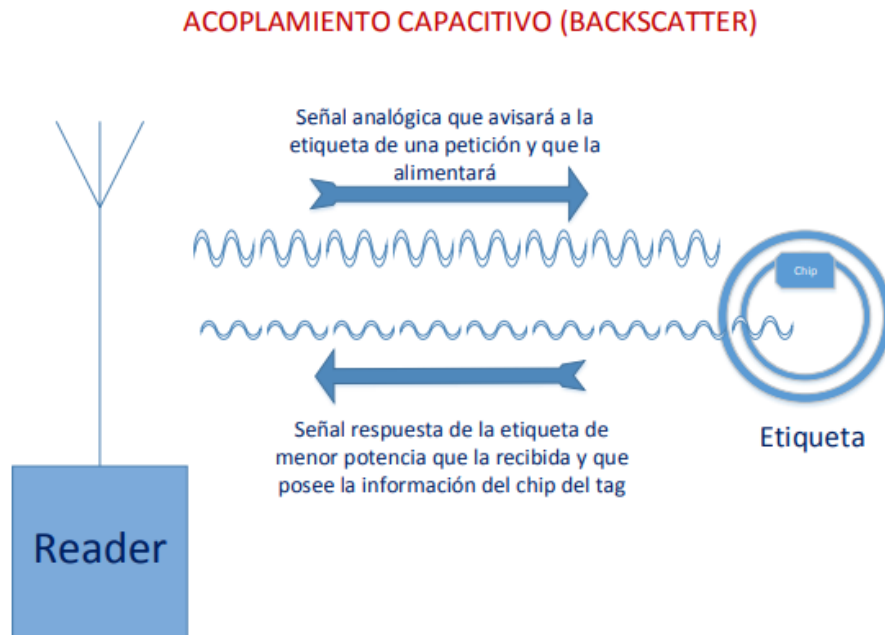 ACOPLAMIENTO CAPACITIVO (BACKSCATTER)
Señal analógica que avisará a la
etiqueta de una petición y que la
alimentará
Chip
Etiqueta
Señal respuesta de la etiqueta de
menor potencia que la recibida y que
posee la información del chip del tag
Reader